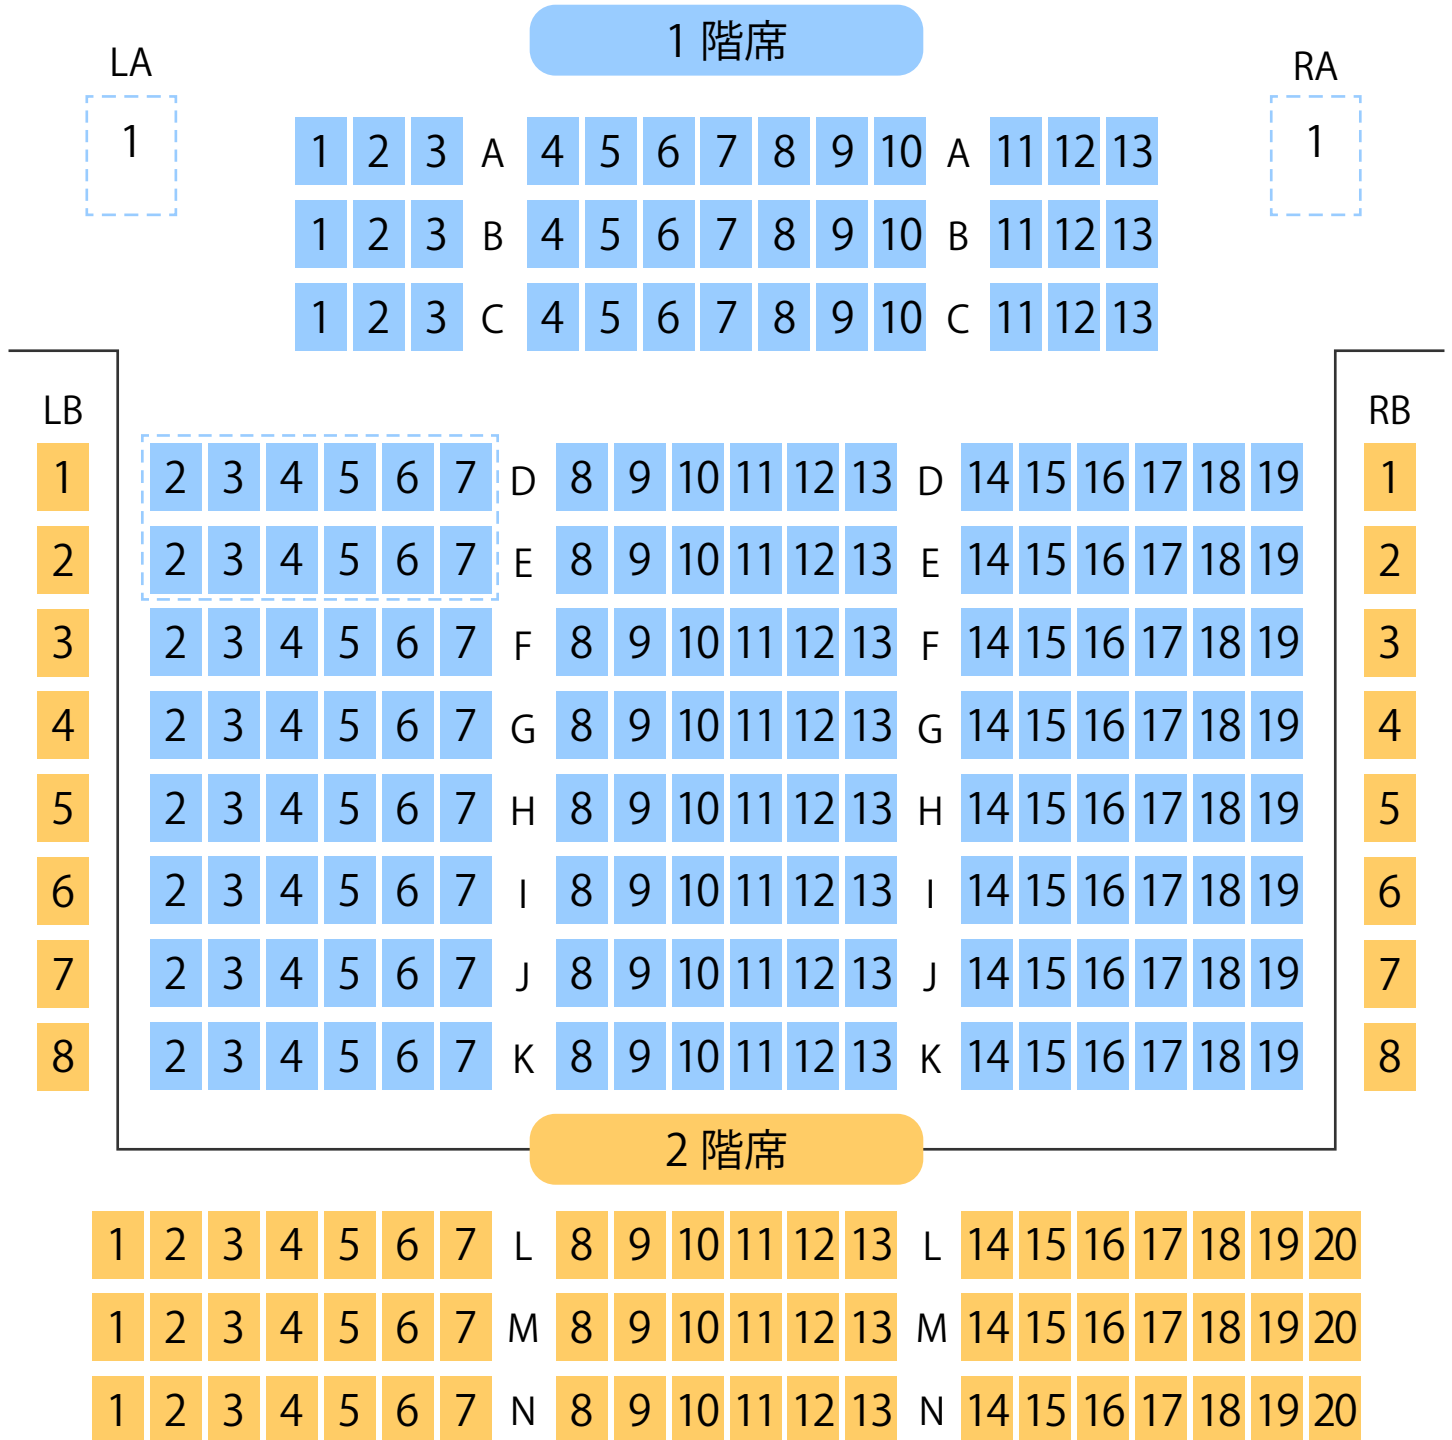 1 階席
LA
RA
1
1
1 2 3 A 4 5 6 7 8 9 10 A 11 12 13
1 2 3 B 4 5 6 7 8 9 10 B 11 12 13
1 2 3 C 4 5 6 7 8 9 10 C 11 12 13
LB
RB
1 2 3 4 5 6 7 D 8 9 10 11 12 13 D 14 15 16 17 18 19 1
2 2 3 4 5 6 7 E 8 9 10 11 12 13 E 14 15 16 17 18 19 2
3 2 3 4 5 6 7 F 8 9 10 11 12 13 F 14 15 16 17 18 19 3
4 2 3 4 5 6 7 G 8 9 10 11 12 13 G 14 15 16 17 18 19 4
5 2 3 4 5 6 7 H 8 9 10 11 12 13 H 14 15 16 17 18 19 5
6 2 3 4 5 6 7 I 8 9 10 11 12 13 I 14 15 16 17 18 19 6
7 2 3 4 5 6 7 J 8 9 10 11 12 13 J 14 15 16 17 18 19 7
8 2 3 4 5 6 7 K 8 9 10 11 12 13 K 14 15 16 17 18 19 8
2 階席
1 2 3 4 5 6 7 L 8 9 10 11 12 13 L 14 15 16 17 18 19 20
1 2 3 4 5 6 7 M 8 9 10 11 12 13 M 14 15 16 17 18 19 20
1 2 3 4 5 6 7 N 8 9 10 11 12 13 N 14 15 16 17 18 19 20